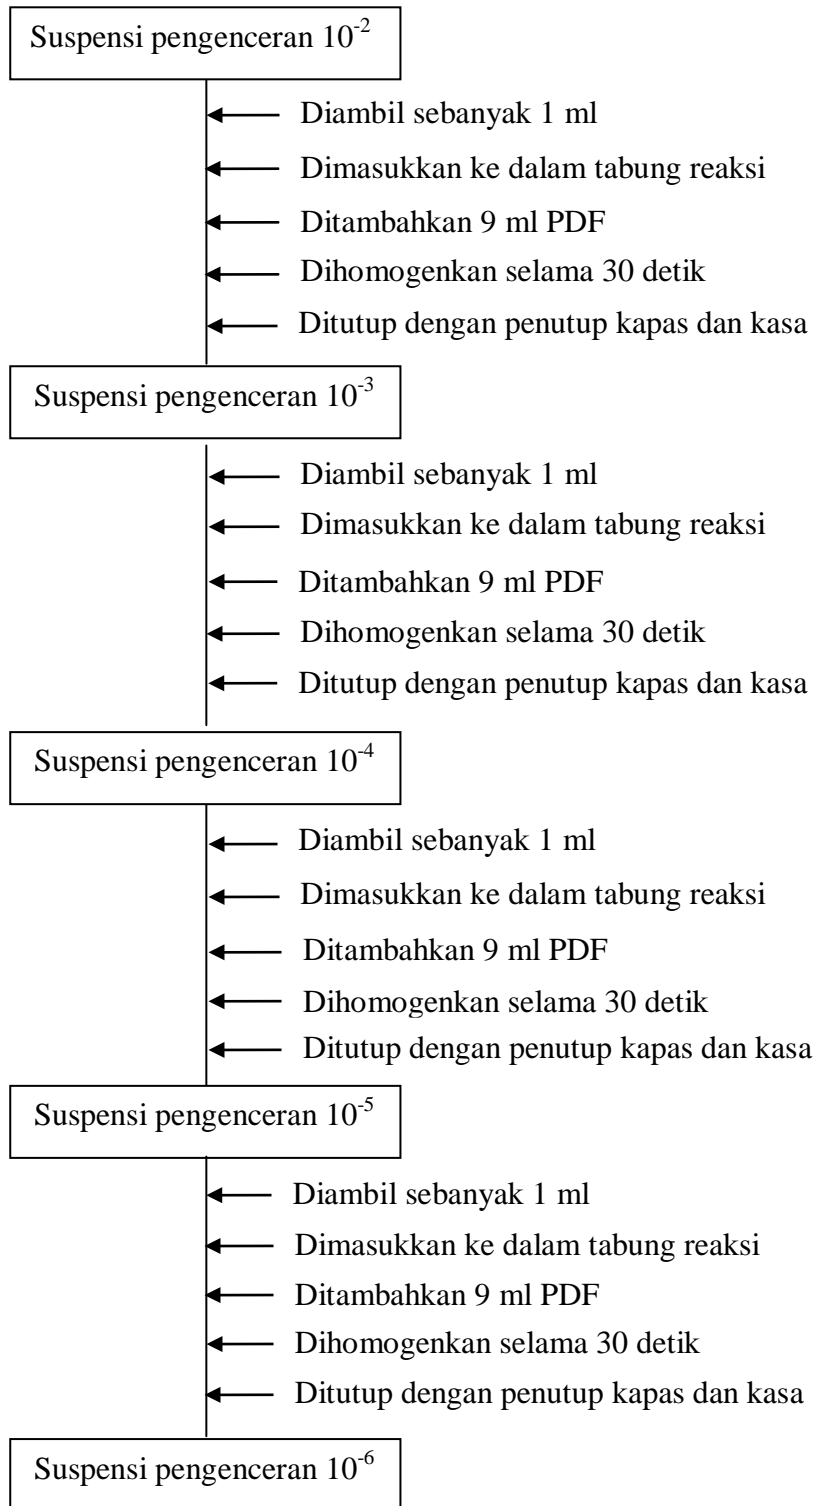 Suspensi pengenceran 10⁻²
Diambil sebanyak 1 ml
Dimasukkan ke dalam tabung reaksi
Ditambahkan 9 ml PDF
Dihomogenkan selama 30 detik
Ditutup dengan penutup kapas dan kasa
Suspensi pengenceran 10⁻³
Diambil sebanyak 1 ml
Dimasukkan ke dalam tabung reaksi
Ditambahkan 9 ml PDF
Dihomogenkan selama 30 detik
Ditutup dengan penutup kapas dan kasa
Suspensi pengenceran 10⁻⁴
Diambil sebanyak 1 ml
Dimasukkan ke dalam tabung reaksi
Ditambahkan 9 ml PDF
Dihomogenkan selama 30 detik
Ditutup dengan penutup kapas dan kasa
Suspensi pengenceran 10⁻⁵
Diambil sebanyak 1 ml
Dimasukkan ke dalam tabung reaksi
Ditambahkan 9 ml PDF
Dihomogenkan selama 30 detik
Ditutup dengan penutup kapas dan kasa
Suspensi pengenceran 10⁻⁶